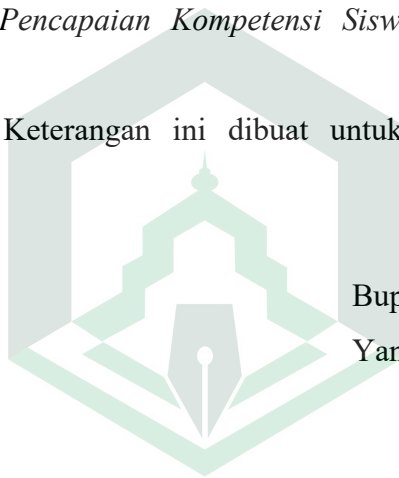 Pencapaian Kompetensi Sisw
Keterangan ini dibuat untuk
Bup
Yan